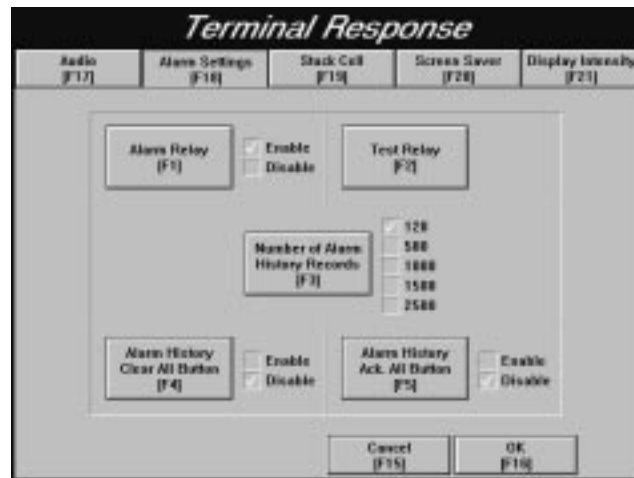 Terminal Response
Audio
[F17]
Alarm Settings
[F18]
Stuck Cell
[F19]
Screen Saver
[F20]
Display Intensity
[F21]
Alarm Relay
[F1]
Enable
Disable
Test Relay
[F2]
Number of Alarm
History Records
[F3]
128
500
1000
1500
2500
Alarm History
Clear All Button
[F4]
Enable
Disable
Alarm History
Ack. All Button
[F5]
Enable
Disable
Cancel
[F15]
OK
[F16]